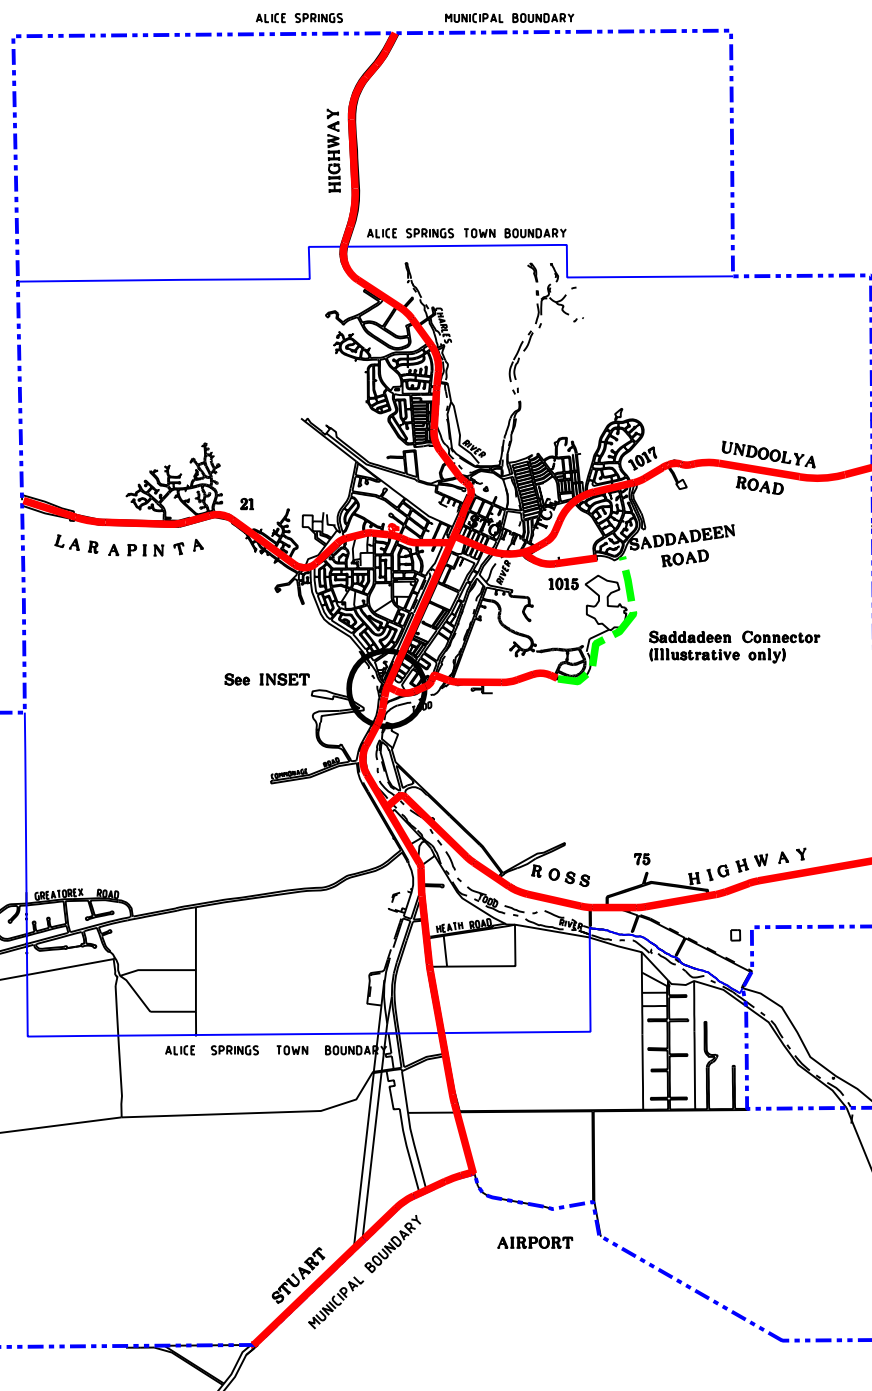 ALICE SPRINGS MUNICIPAL BOUNDARY
HIGHWAY
ALICE SPRINGS TOWN BOUNDARY
CHARLES
RIVER
1017
UNDOOLYA
ROAD
21
LARAPINTA
TCE
SADDADEEN
ROAD
RIVER
1015
Saddadeen Connector
(Illustrative only)
See INSET
COMMONAGE ROAD
75
ROSS HIGHWAY
GREATOREX ROAD
TODD
RIVER
HEATH ROAD
ALICE SPRINGS TOWN BOUNDARY
STUART
MUNICIPAL BOUNDARY
AIRPORT